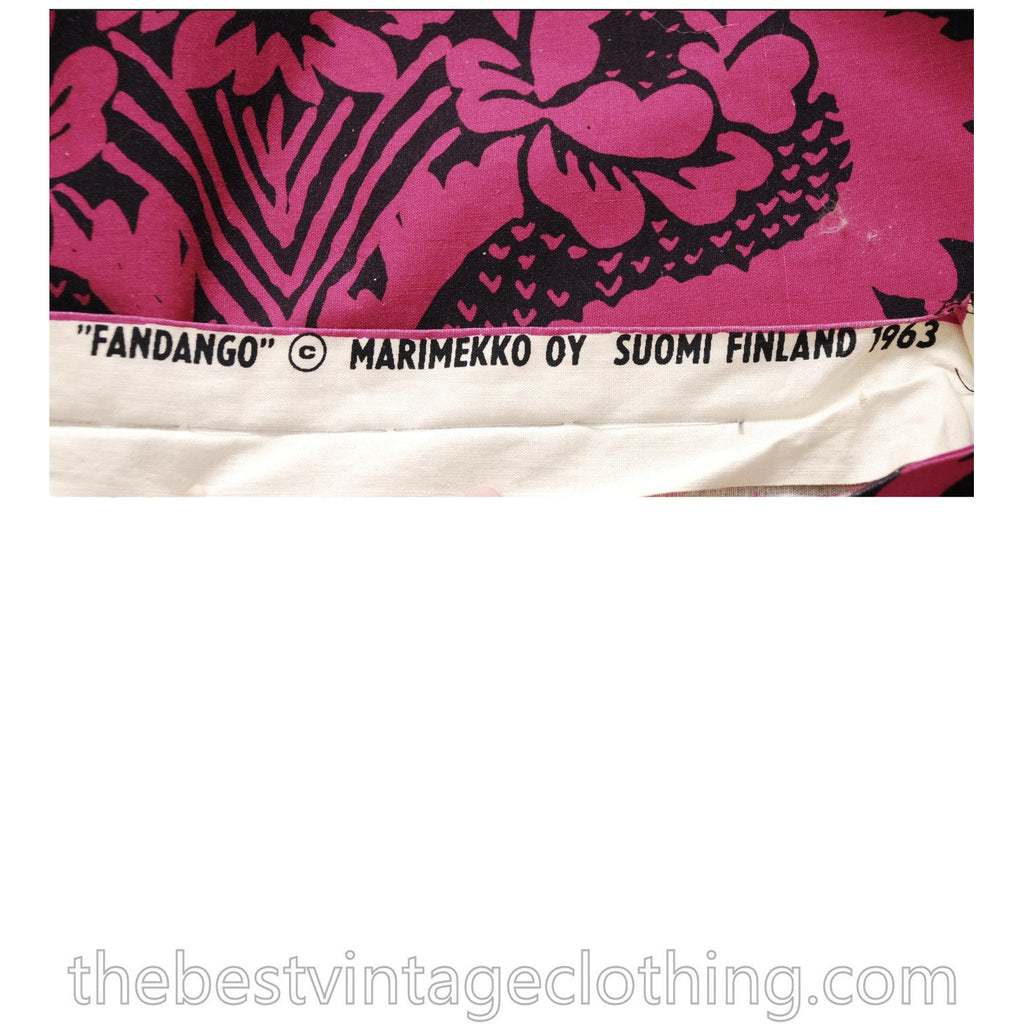 "FANDANGO" © MARIMEKKO OY SUOMI FINLAND 1963
thebestvintageclothing.com